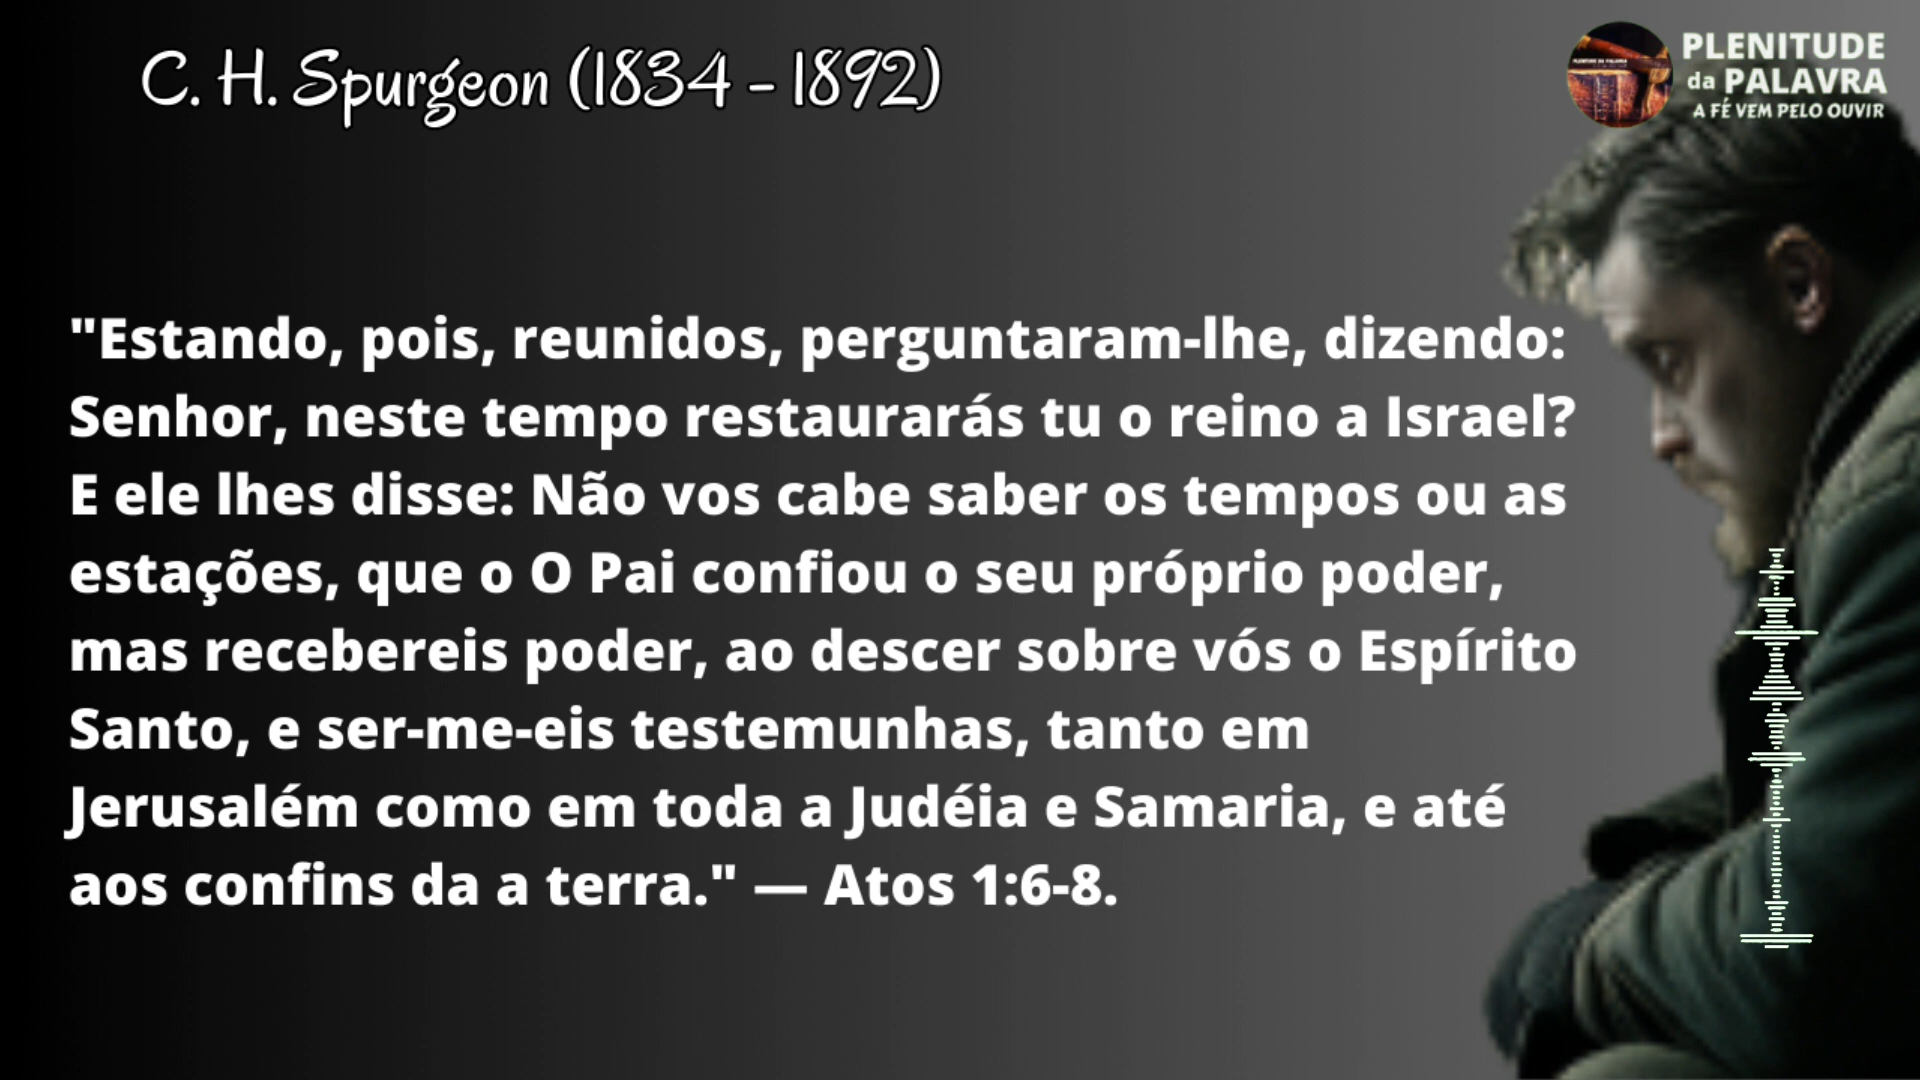 C. H. Spurgeon (1834 - 1892)
PLENITUDE
da PALAVRA
A FÉ VEM PELO OUVIR
"Estando, pois, reunidos, perguntaram-lhe, dizendo:
Senhor, neste tempo restaurarás tu o reino a Israel?
E ele lhes disse: Não vos cabe saber os tempos ou as
estações, que o O Pai confiou o seu próprio poder,
mas recebereis poder, ao descer sobre vós o Espírito
Santo, e ser-me-eis testemunhas, tanto em
Jerusalém como em toda a Judéia e Samaria, e até
aos confins da a terra." — Atos 1:6-8.